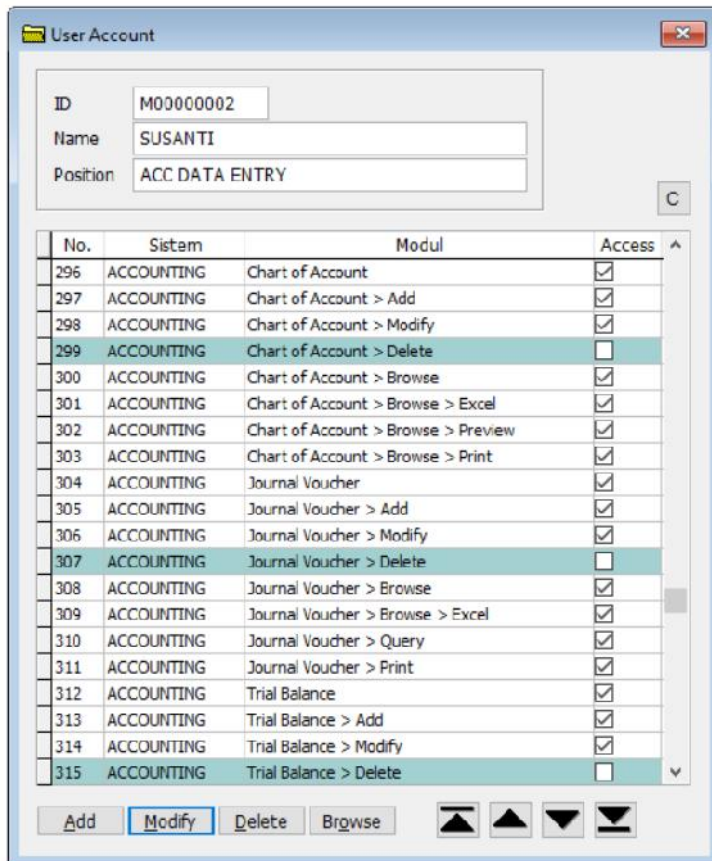 User Account
ID M00000002
Name SUSANTI
Position ACC DATA ENTRY
C
No. Sistem Modul Access
296 ACCOUNTING Chart of Account
297 ACCOUNTING Chart of Account > Add
298 ACCOUNTING Chart of Account > Modify
299 ACCOUNTING Chart of Account > Delete
300 ACCOUNTING Chart of Account > Browse
301 ACCOUNTING Chart of Account > Browse > Excel
302 ACCOUNTING Chart of Account > Browse > Preview
303 ACCOUNTING Chart of Account > Browse > Print
304 ACCOUNTING Journal Voucher
305 ACCOUNTING Journal Voucher > Add
306 ACCOUNTING Journal Voucher > Modify
307 ACCOUNTING Journal Voucher > Delete
308 ACCOUNTING Journal Voucher > Browse
309 ACCOUNTING Journal Voucher > Browse > Excel
310 ACCOUNTING Journal Voucher > Query
311 ACCOUNTING Journal Voucher > Print
312 ACCOUNTING Trial Balance
313 ACCOUNTING Trial Balance > Add
314 ACCOUNTING Trial Balance > Modify
315 ACCOUNTING Trial Balance > Delete
Add Modify Delete Browse